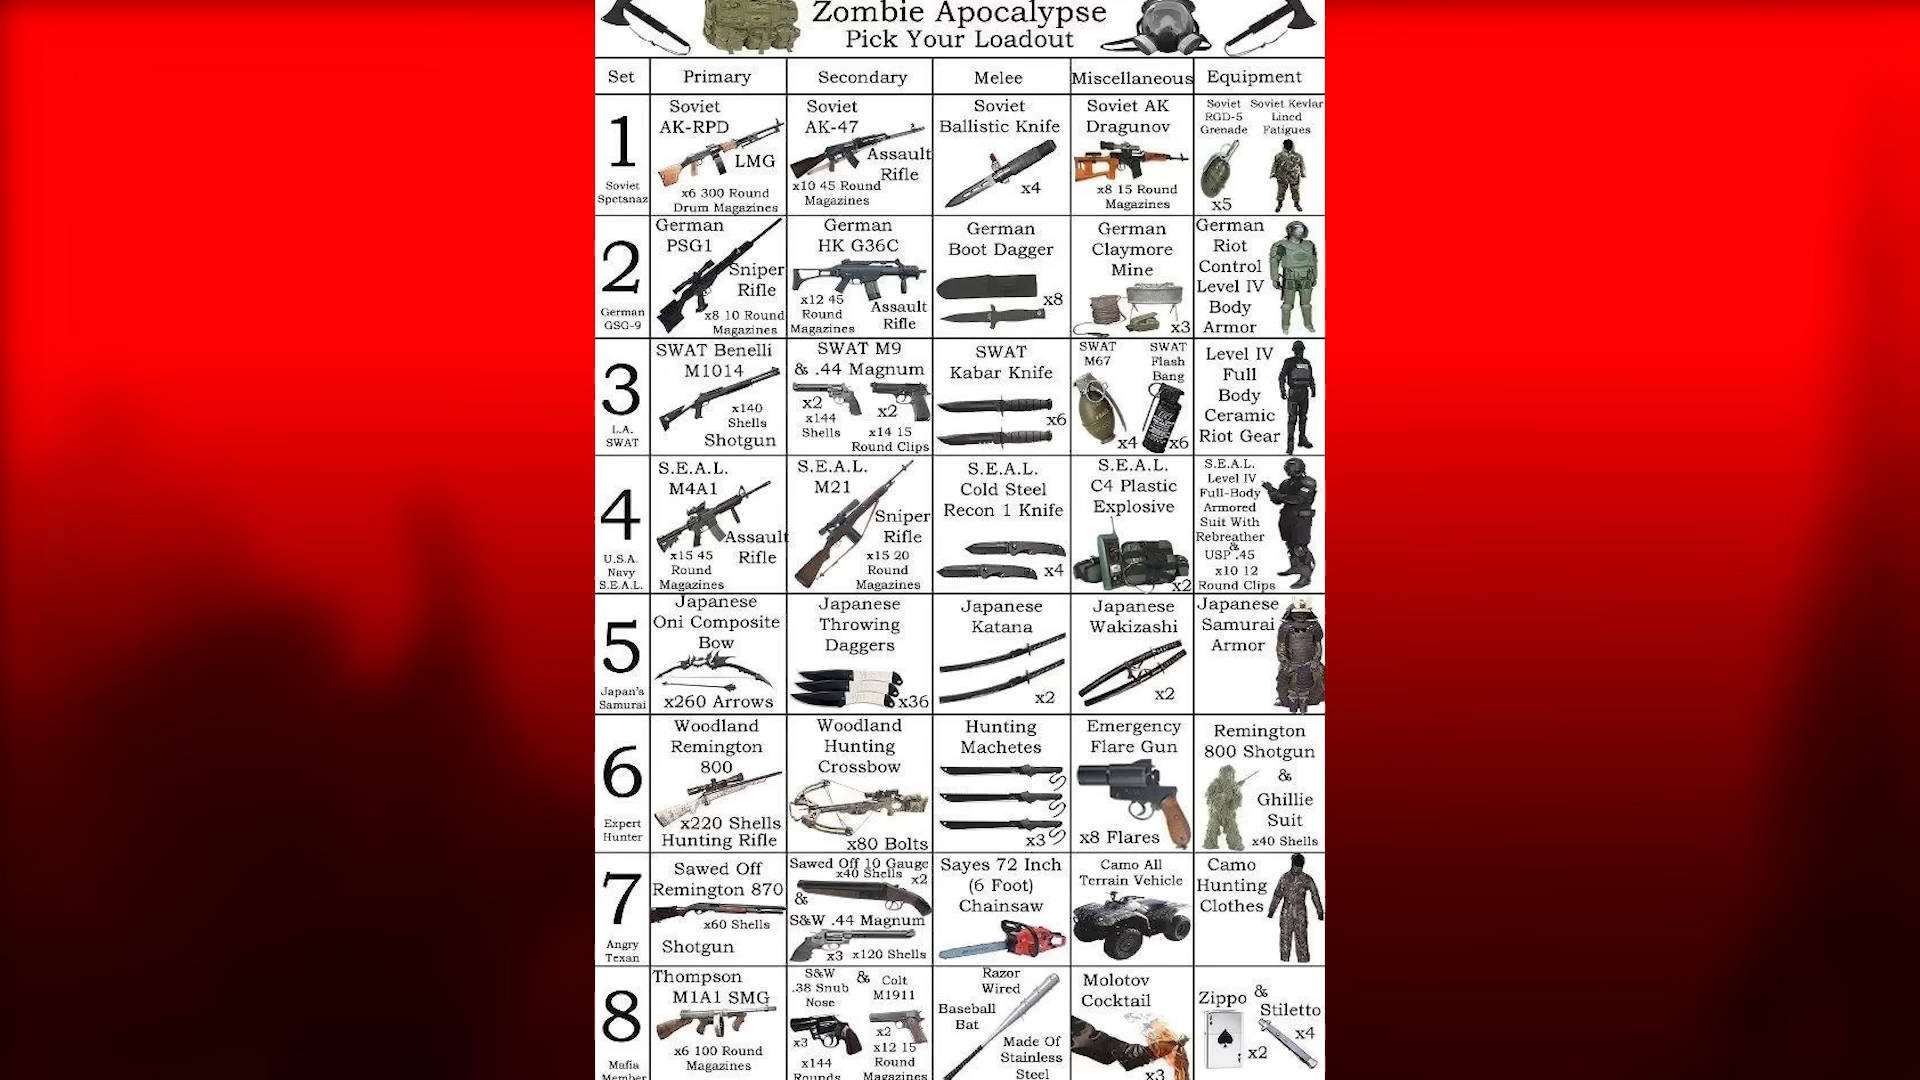 Zombie Apocalypse
Pick Your Loadout
Set
Primary
Secondary
Melee
Miscellaneous
Equipment
1
Soviet
Spetsnaz
Soviet
AK-RPD
LMG
x6 300 Round
Drum Magazines
Soviet
AK-47
Assault
Rifle
x10 45 Round
Magazines
Soviet
Ballistic Knife
x4
Soviet AK
Dragunov
x8 15 Round
Magazines
Soviet
RGD-5
Grenade
x5
Soviet Kevlar
Lined
Fatigues
2
German
GSG-9
German
PSG1
Sniper
Rifle
x8 10 Round
Magazines
German
HK G36C
x12 45
Round
Magazines
Assault
Rifle
German
Boot Dagger
x8
German
Claymore
Mine
x3
German
Riot
Control
Level IV
Body
Armor
3
L.A.
SWAT
SWAT Benelli
M1014
x140
Shells
Shotgun
SWAT M9
& .44 Magnum
x2
x144
Shells
x2
x14 15
Round Clips
SWAT
Kabar Knife
x6
SWAT
M67
x4
SWAT
Flash
Bang
x6
Level IV
Full
Body
Ceramic
Riot Gear
4
U.S.A.
Navy
S.E.A.L.
S.E.A.L.
M4A1
Assault
Rifle
x15 45
Round
Magazines
S.E.A.L.
M21
Sniper
Rifle
x15 20
Round
Magazines
S.E.A.L.
Cold Steel
Recon 1 Knife
x4
S.E.A.L.
C4 Plastic
Explosive
x2
S.E.A.L.
Level IV
Full-Body
Armored
Suit With
Rebreather
&
USP .45
x10 12
Round Clips
5
Japan's
Samurai
Japanese
Oni Composite
Bow
x260 Arrows
Japanese
Throwing
Daggers
x36
Japanese
Katana
x2
Japanese
Wakizashi
x2
Japanese
Samurai
Armor
6
Expert
Hunter
Woodland
Remington
800
x220 Shells
Hunting Rifle
Woodland
Hunting
Crossbow
x80 Bolts
Hunting
Machetes
x3
Emergency
Flare Gun
x8 Flares
Remington
800 Shotgun
&
Ghillie
Suit
x40 Shells
7
Angry
Texan
Sawed Off
Remington 870
x60 Shells
Shotgun
Sawed Off 10 Gauge
x40 Shells
x2
&
S&W .44 Magnum
x3 x120 Shells
Sayes 72 Inch
(6 Foot)
Chainsaw
Camo All
Terrain Vehicle
Camo
Hunting
Clothes
8
Mafia
Member
Thompson
M1A1 SMG
x6 100 Round
Magazines
S&W
.38 Snub
Nose
x3
x144
Rounds
&
Colt
M1911
x2
x12 15
Round
Magazines
Razor
Wired
Baseball
Bat
Made Of
Stainless
Steel
Molotov
Cocktail
x3
Zippo
x2
&
Stiletto
x4